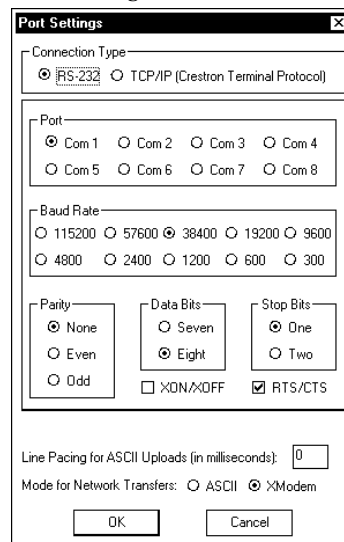 Port Settings
Connection Type
RS-232 TCP/IP (Crestron Terminal Protocol)
Port
Com 1 Com 2 Com 3 Com 4
Com 5 Com 6 Com 7 Com 8
Baud Rate
115200 57600 38400 19200 9600
4800 2400 1200 600 300
Parity Data Bits Stop Bits
None Seven One
Even Eight Two
Odd XON/XOFF RTS/CTS
Line Pacing for ASCII Uploads (in milliseconds): 0
Mode for Network Transfers: ASCII XModem
OK Cancel